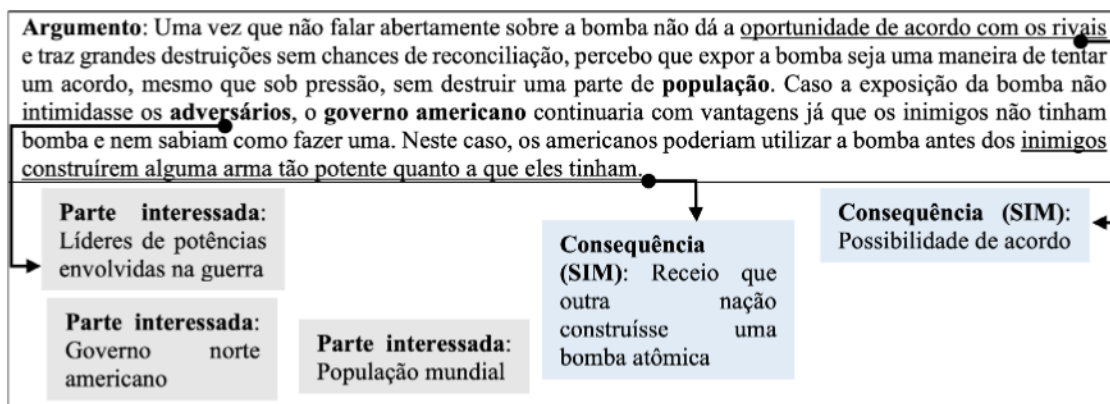 Argumento: Uma vez que não falar abertamente sobre a bomba não dá a oportunidade de acordo com os rivais
e traz grandes destruições sem chances de reconciliação, percebo que expor a bomba seja uma maneira de tentar
um acordo, mesmo que sob pressão, sem destruir uma parte de população. Caso a exposição da bomba não
intimidasse os adversários, o governo americano continuaria com vantagens já que os inimigos não tinham
bomba e nem sabiam como fazer uma. Neste caso, os americanos poderiam utilizar a bomba antes dos inimigos
construírem alguma arma tão potente quanto a que eles tinham.
Parte interessada:
Líderes de potências
envolvidas na guerra
Parte interessada:
Governo norte
americano
Parte interessada:
População mundial
Consequência
(SIM): Receio que
outra nação
construísse uma
bomba atômica
Consequência (SIM):
Possibilidade de acordo